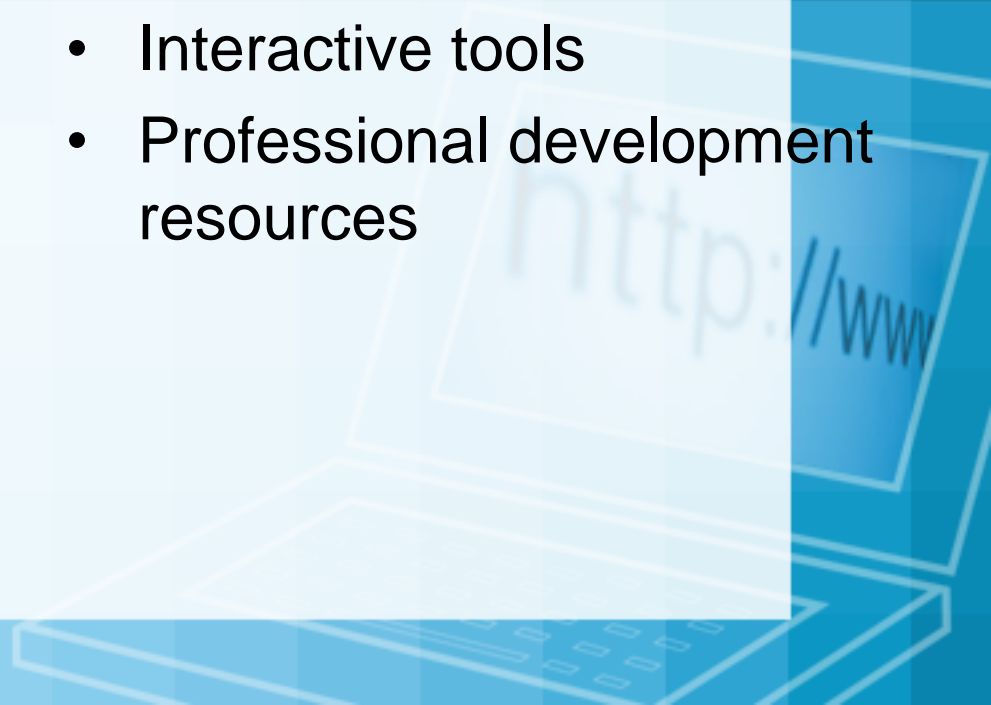 • Interactive tools
• Professional development
resources
http://www